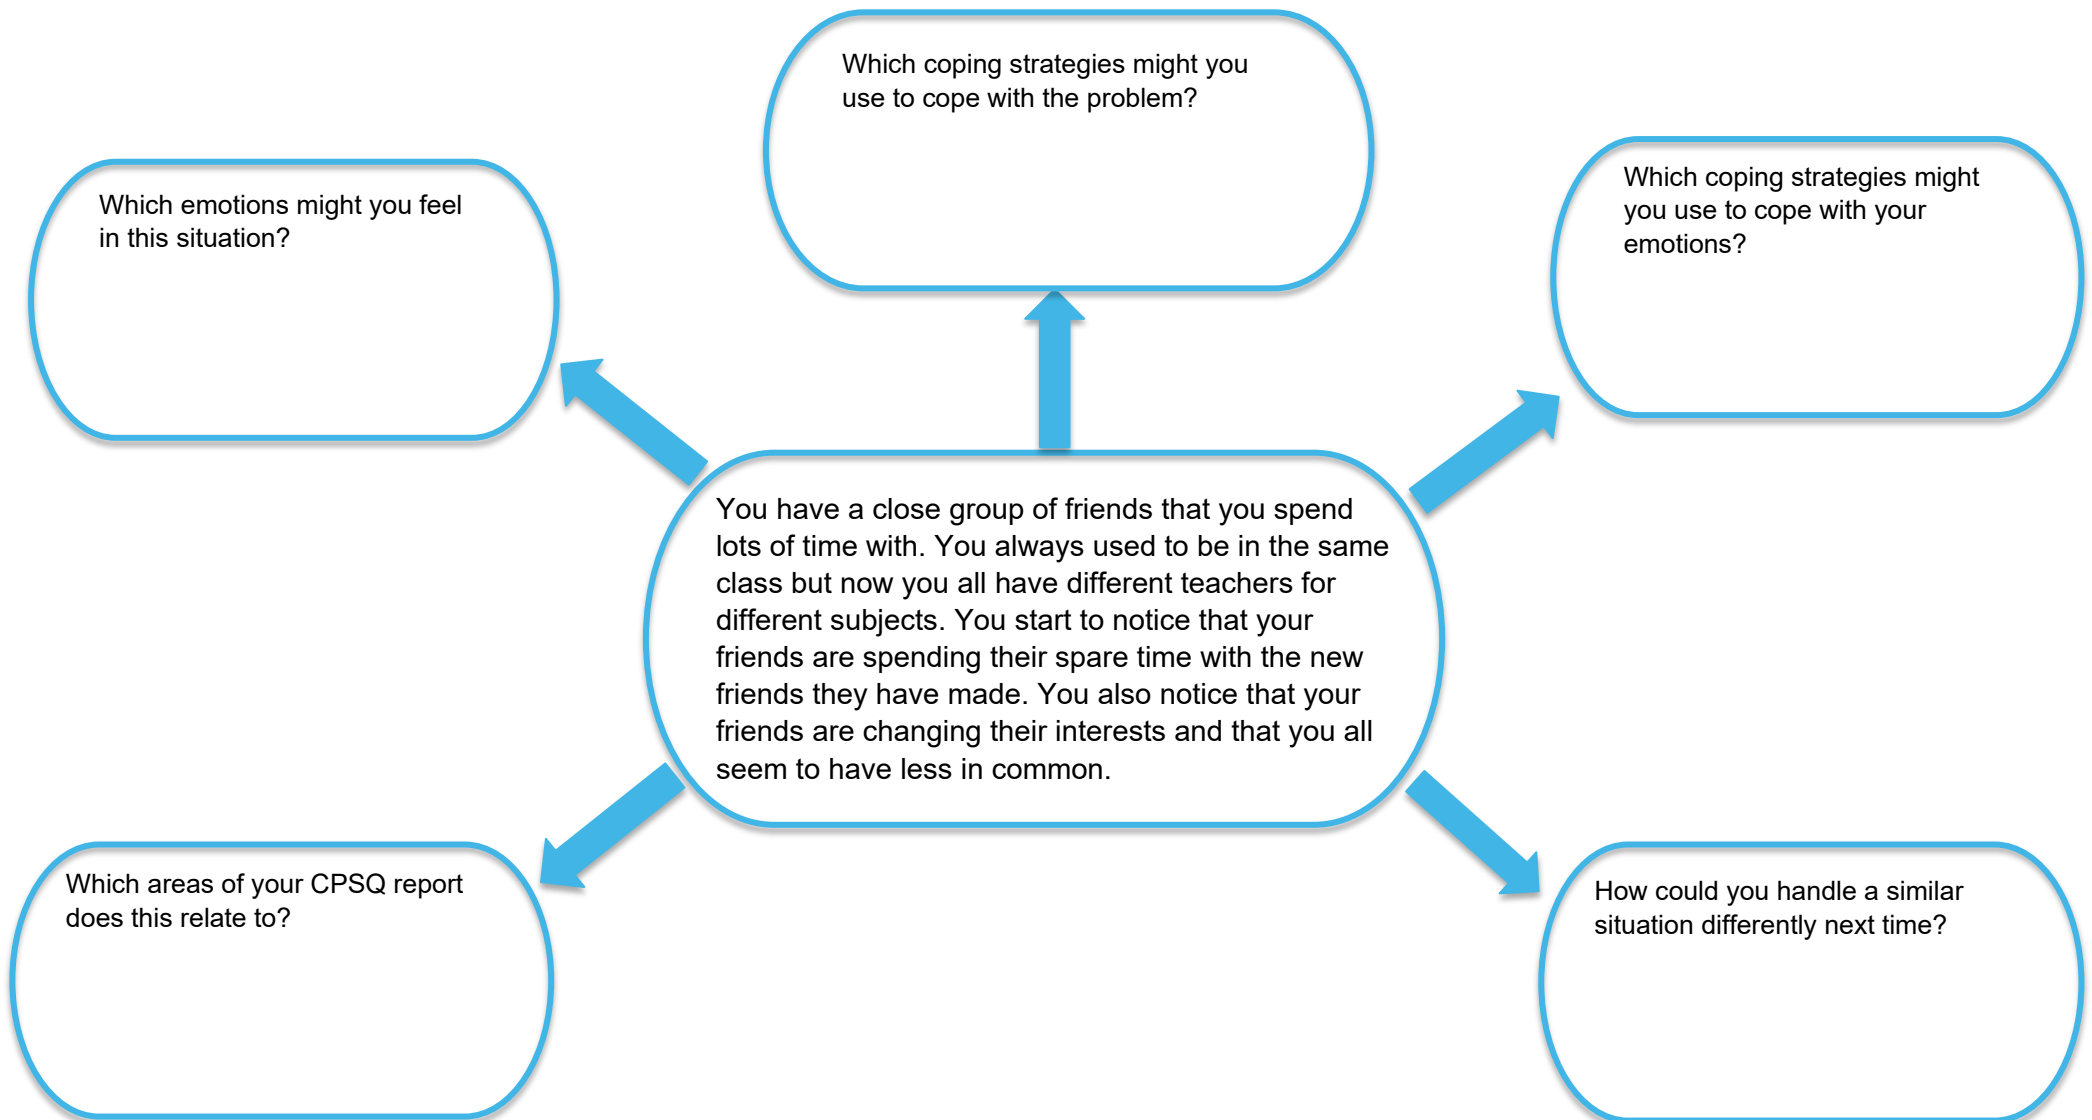 Which coping strategies might you
use to cope with the problem?
Which emotions might you feel
in this situation?
Which coping strategies might
you use to cope with your
emotions?
You have a close group of friends that you spend
lots of time with. You always used to be in the same
class but now you all have different teachers for
different subjects. You start to notice that your
friends are spending their spare time with the new
friends they have made. You also notice that your
friends are changing their interests and that you all
seem to have less in common.
Which areas of your CPSQ report
does this relate to?
How could you handle a similar
situation differently next time?